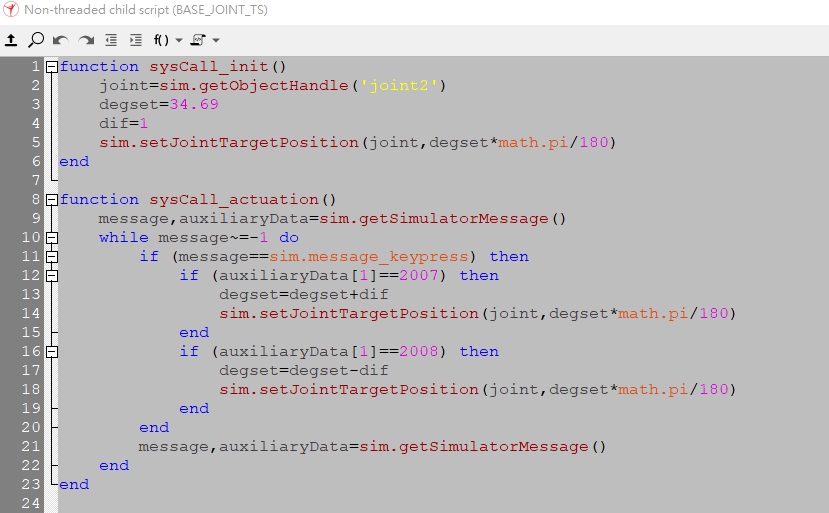 Non-threaded child script (BASE_JOINT_TS)
f()
1 function sysCall_init()
2     joint=sim.getObjectHandle('joint2')
3     degset=34.69
4     dif=1
5     sim.setJointTargetPosition(joint,degset*math.pi/180)
6 end
7
8 function sysCall_actuation()
9     message,auxiliaryData=sim.getSimulatorMessage()
10     while message~=-1 do
11         if (message==sim.message_keypress) then
12             if (auxiliaryData[1]==2007) then
13                 degset=degset+dif
14                 sim.setJointTargetPosition(joint,degset*math.pi/180)
15             end
16             if (auxiliaryData[1]==2008) then
17                 degset=degset-dif
18                 sim.setJointTargetPosition(joint,degset*math.pi/180)
19             end
20         end
21         message,auxiliaryData=sim.getSimulatorMessage()
22     end
23 end
24